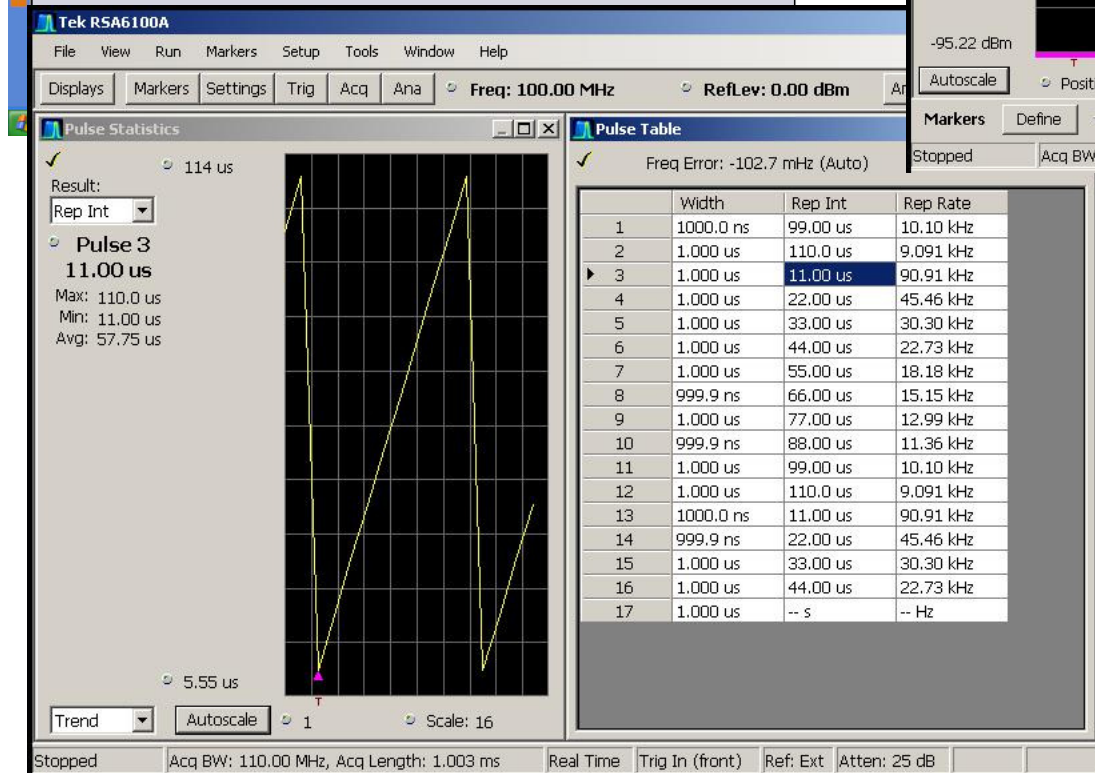 Tek RSA6100A
File View Run Markers Setup Tools Window Help
Displays Markers Settings Trig Acq Ana Freq: 100.00 MHz RefLev: 0.00 dBm
-95.22 dBm
T
Autoscale
Markers Define
Stopped Acq BW
Pulse Statistics
114 us
Result:
Rep Int
Pulse 3
11.00 us
Max: 110.0 us
Min: 11.00 us
Avg: 57.75 us
5.55 us
T
Trend Autoscale 1 Scale: 16
Pulse Table
Freq Error: -102.7 mHz (Auto)
Width Rep Int Rep Rate
1 1000.0 ns 99.00 us 10.10 kHz
2 1.000 us 110.0 us 9.091 kHz
3 1.000 us 11.00 us 90.91 kHz
4 1.000 us 22.00 us 45.46 kHz
5 1.000 us 33.00 us 30.30 kHz
6 1.000 us 44.00 us 22.73 kHz
7 1.000 us 55.00 us 18.18 kHz
8 999.9 ns 66.00 us 15.15 kHz
9 1.000 us 77.00 us 12.99 kHz
10 999.9 ns 88.00 us 11.36 kHz
11 1.000 us 99.00 us 10.10 kHz
12 1.000 us 110.0 us 9.091 kHz
13 1000.0 ns 11.00 us 90.91 kHz
14 999.9 ns 22.00 us 45.46 kHz
15 1.000 us 33.00 us 30.30 kHz
16 1.000 us 44.00 us 22.73 kHz
17 1.000 us -- s -- Hz
Stopped Acq BW: 110.00 MHz, Acq Length: 1.003 ms Real Time Trig In (front) Ref: Ext Atten: 25 dB